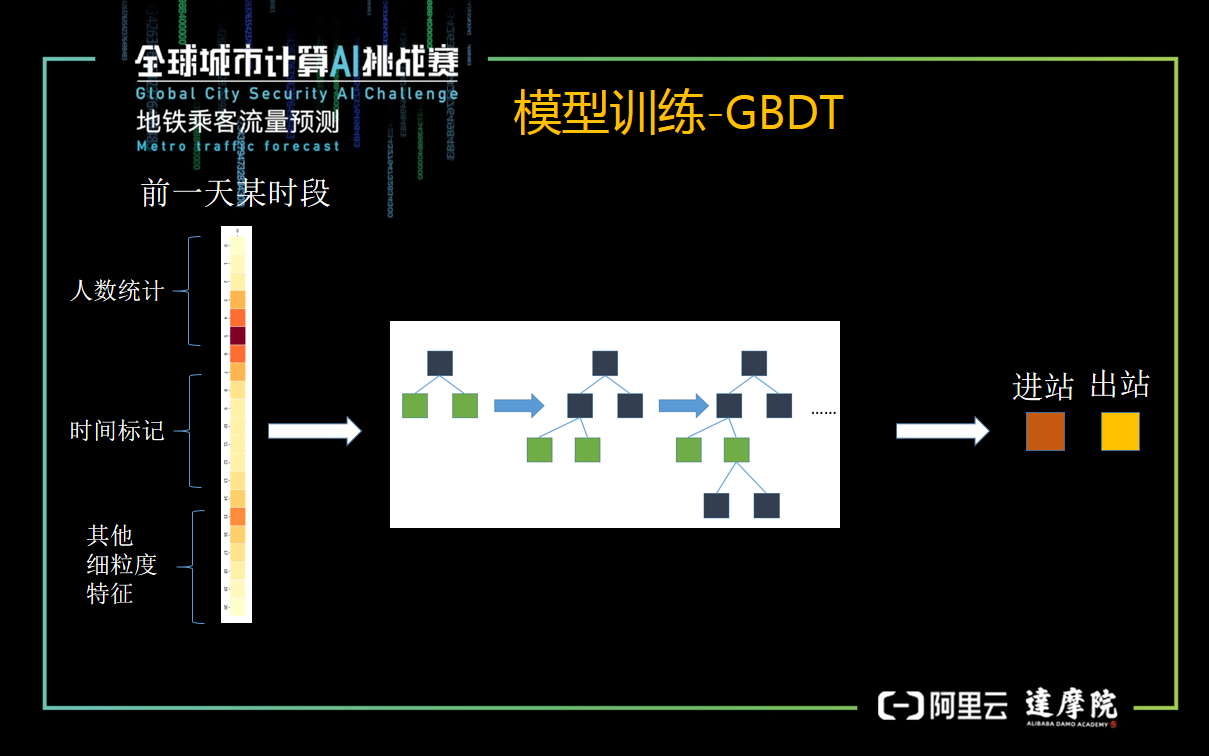 全球城市计算AI挑战赛
Global City Security AI Challenge
地铁乘客流量预测
Metro traffic forecast
模型训练-GBDT
前一天某时段
人数统计
时间标记
其他
细粒度
特征
......
进站 出站
阿里云 達摩院
ALIBABA DAMO ACADEMY